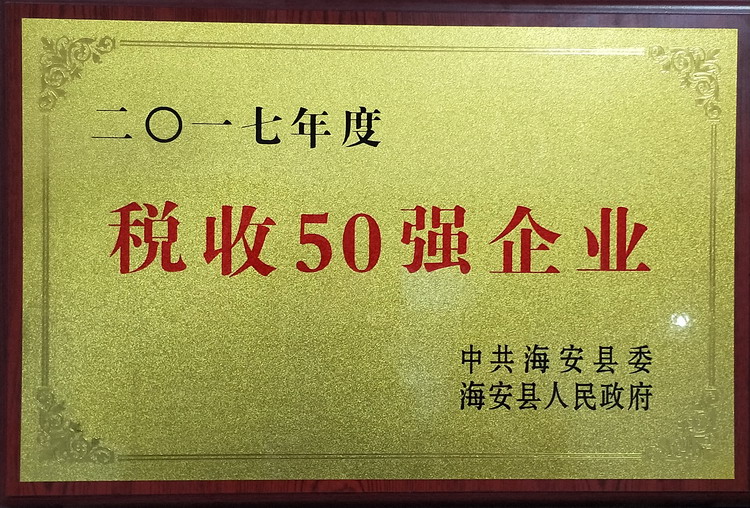 二〇一七年度
税收50强企业
中共海安县委
海安县人民政府